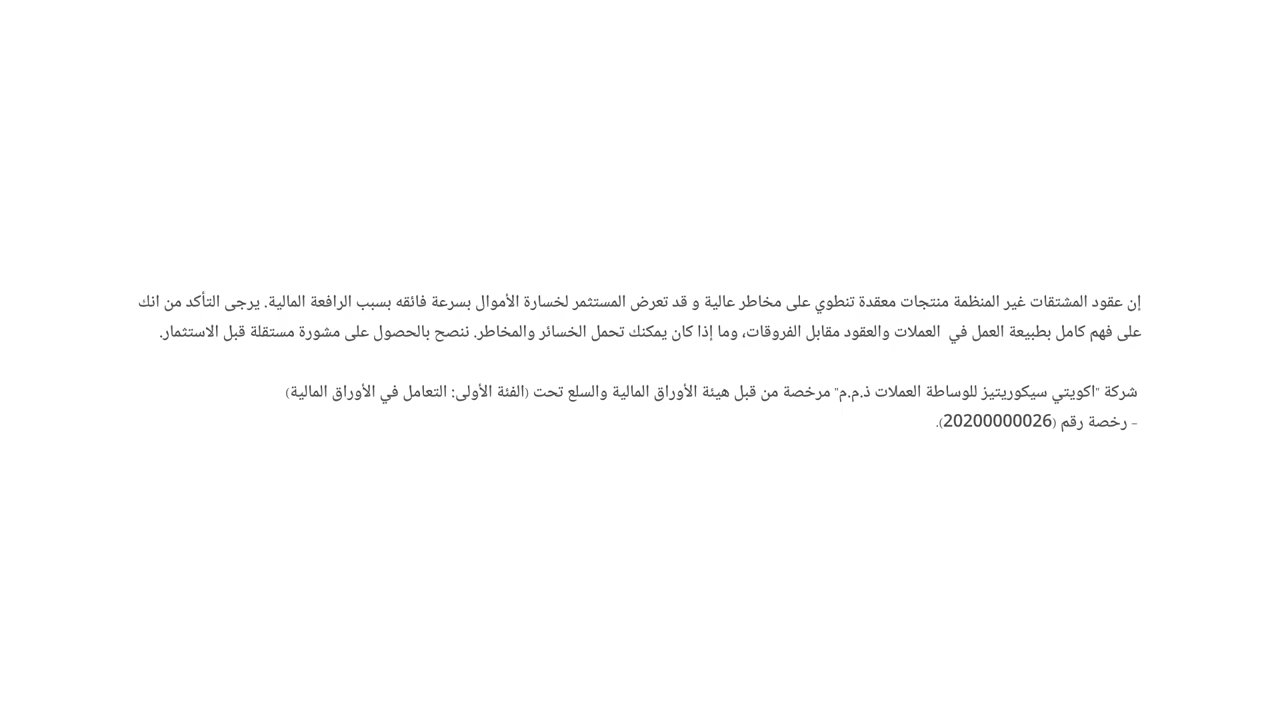 إن عقود المشتقات غير المنظمة منتجات معقدة تنطوي على مخاطر عالية و قد تعرض المستثمر لخسارة الأموال بسرعة فائقه بسبب الرافعة المالية. يرجى التأكد من انك
على فهم كامل بطبيعة العمل في العملات والعقود مقابل الفروقات، وما إذا كان يمكنك تحمل الخسائر والمخاطر. ننصح بالحصول على مشورة مستقلة قبل الاستثمار.
شركة "اكويتي سيكوريتيز للوساطة العملات ذ.م.م" مرخصة من قبل هيئة الأوراق المالية والسلع تحت (الفئة الأولى: التعامل في الأوراق المالية)
– رخصة رقم (20200000026).